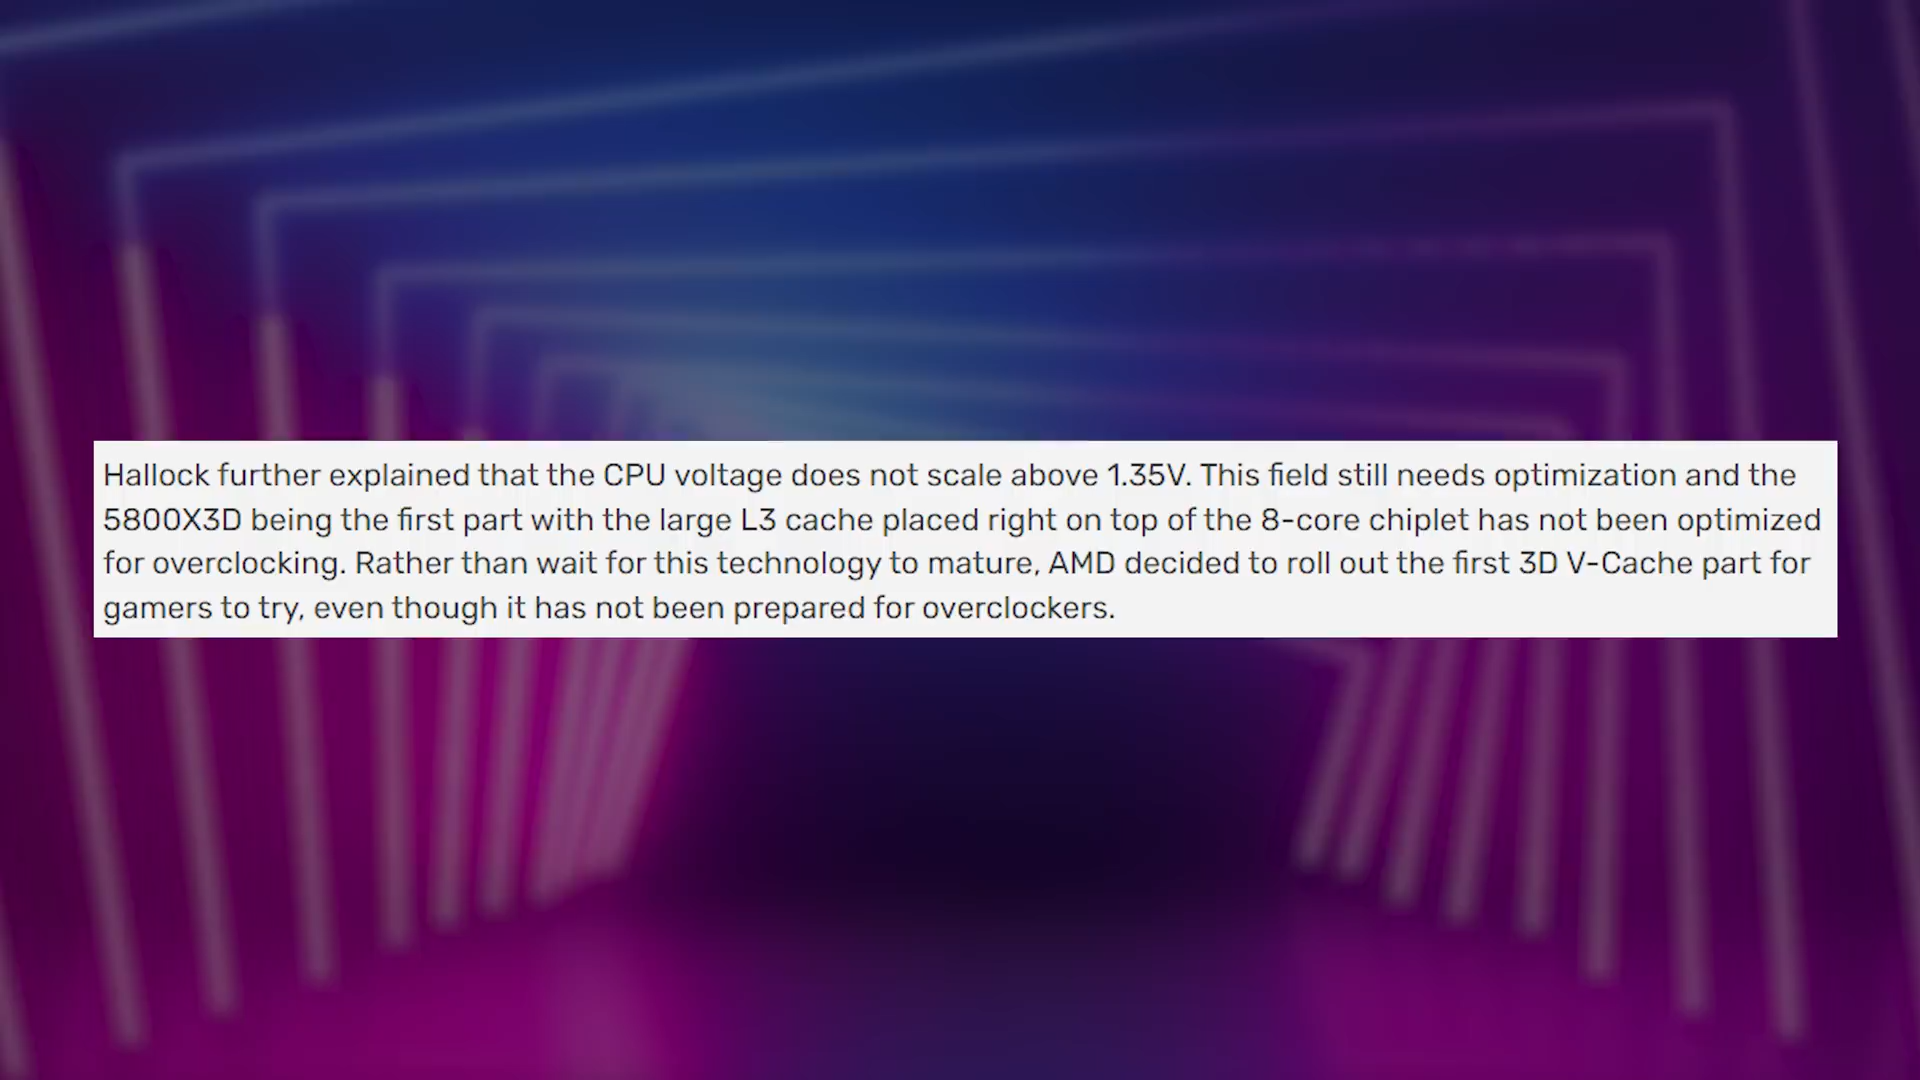 Hallock further explained that the CPU voltage does not scale above 1.35V. This field still needs optimization and the
5800X3D being the first part with the large L3 cache placed right on top of the 8-core chiplet has not been optimized
for overclocking. Rather than wait for this technology to mature, AMD decided to roll out the first 3D V-Cache part for
gamers to try, even though it has not been prepared for overclockers.